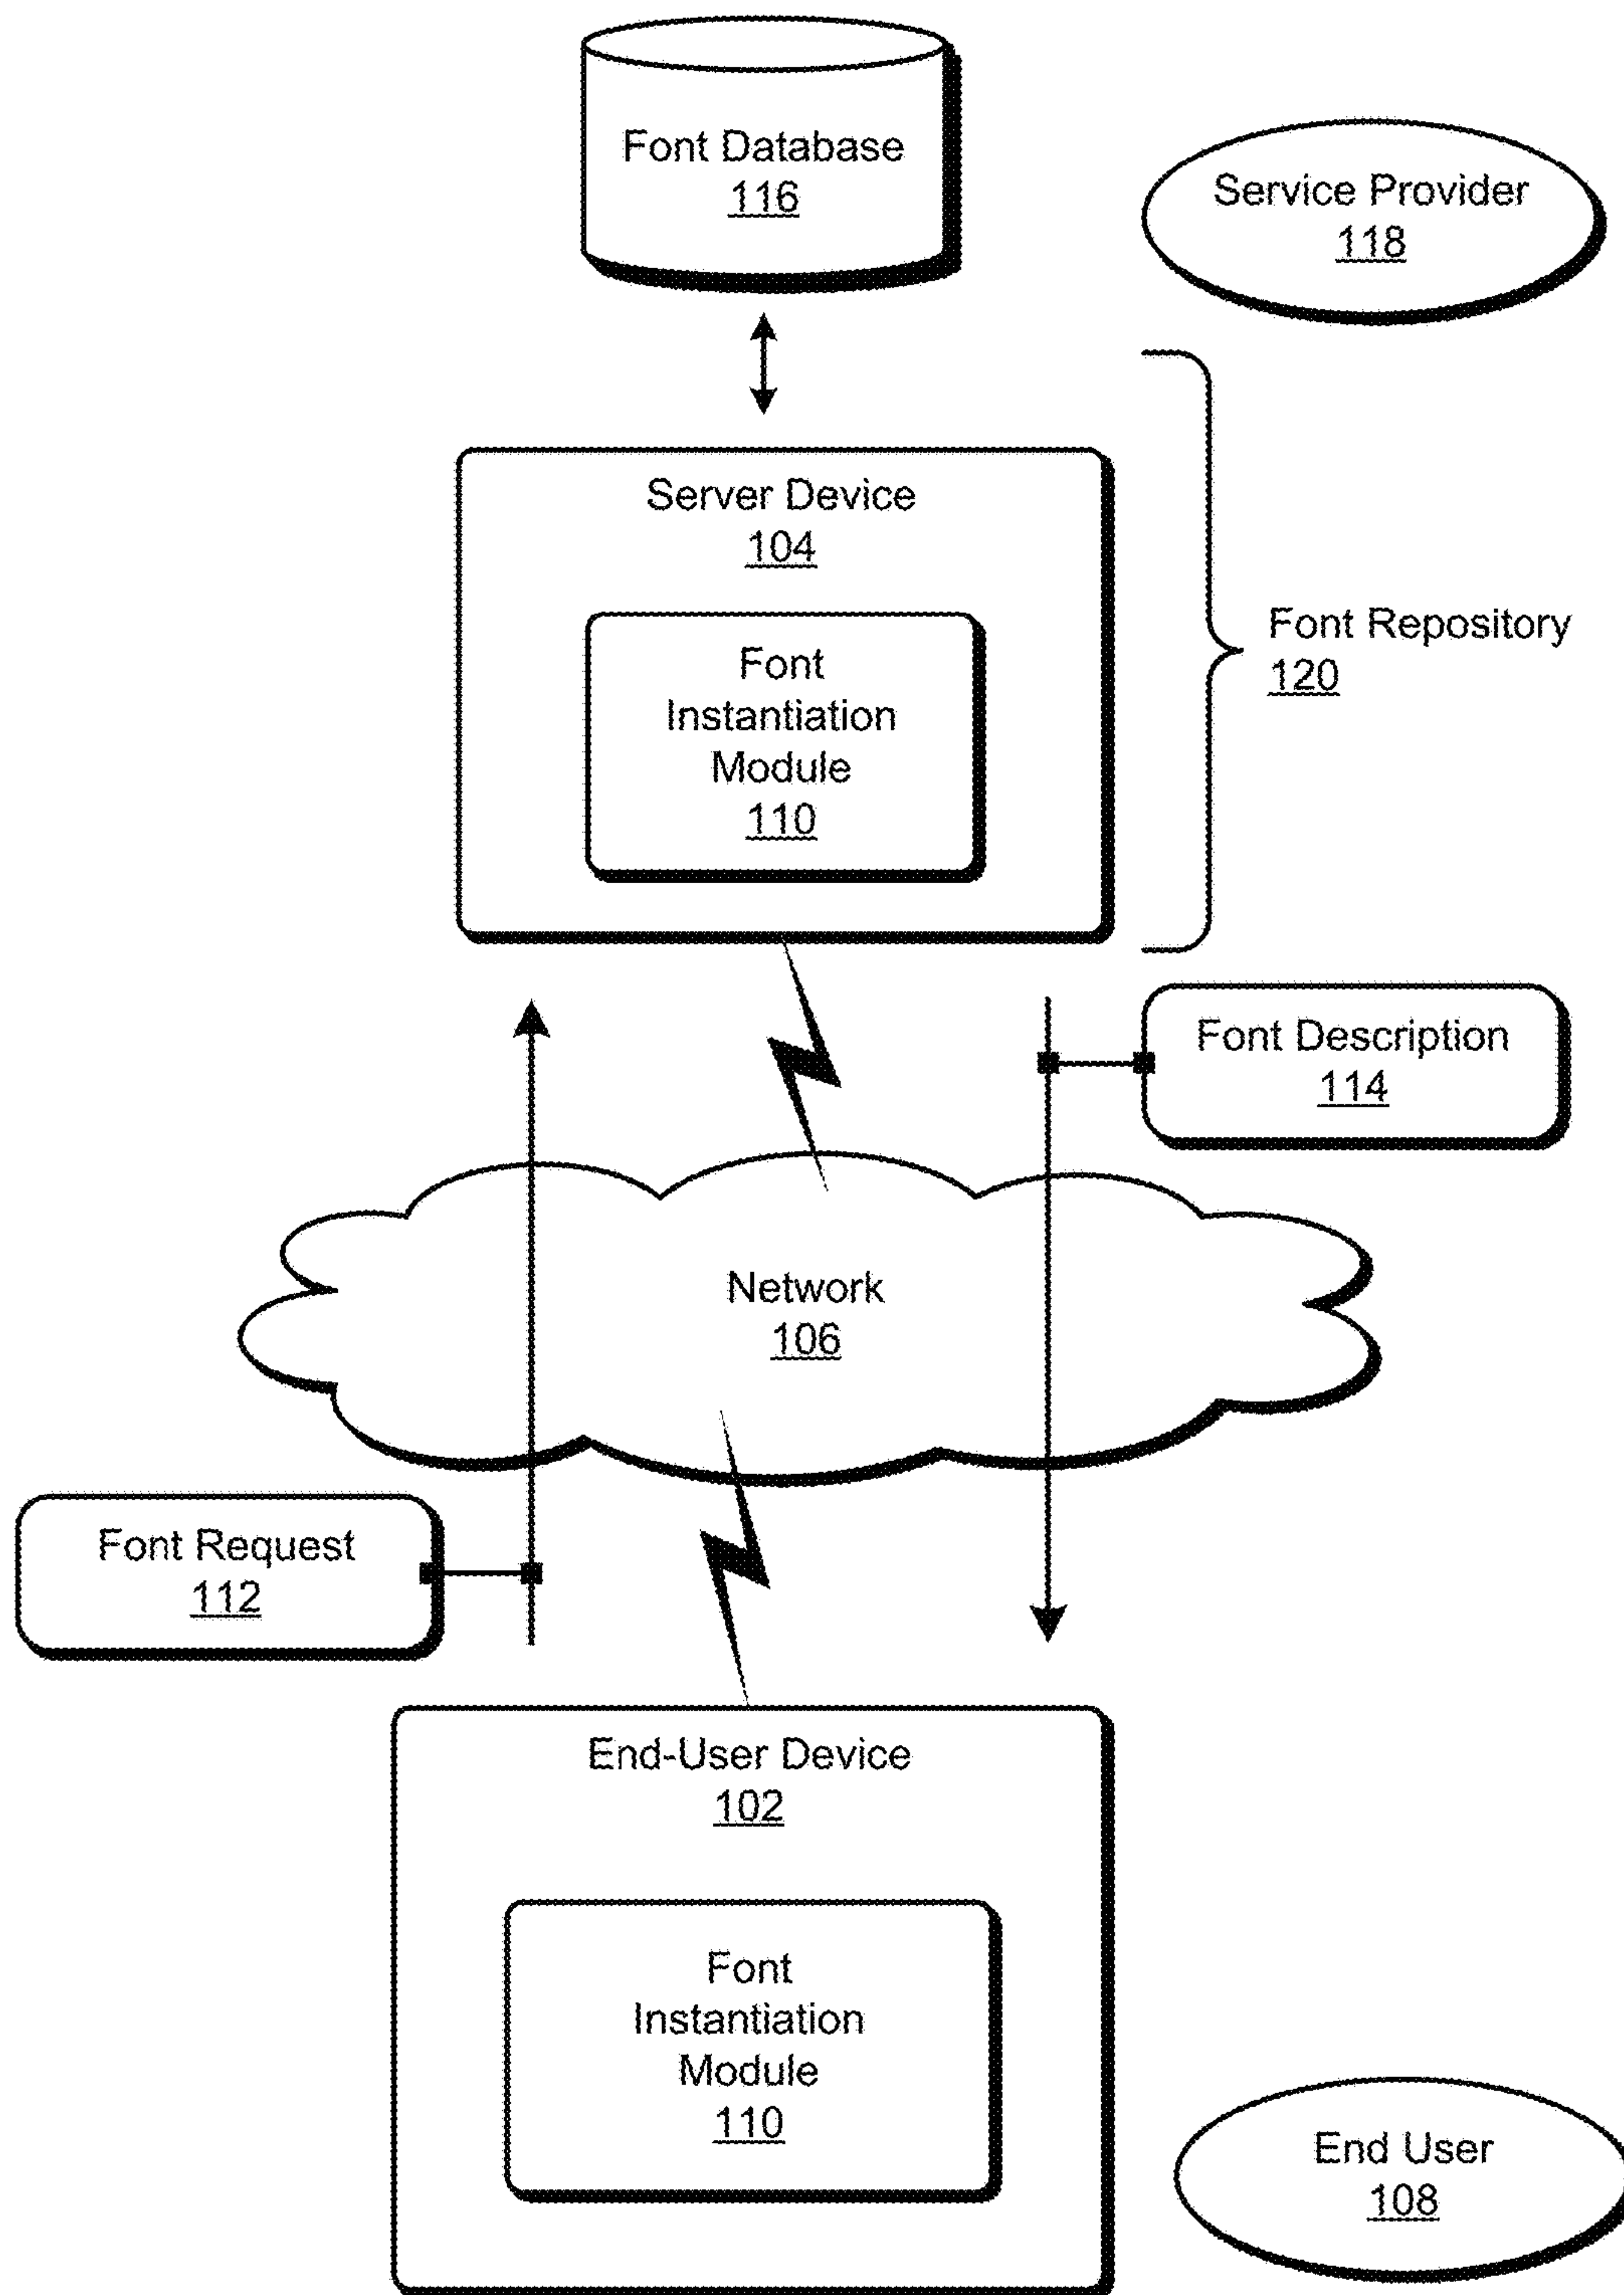 Font Database
116
Service Provider
118
Server Device
104
Font
Instantiation
Module
110
Font Repository
120
Font Description
114
Network
106
Font Request
112
End-User Device
102
Font
Instantiation
Module
110
End User
108